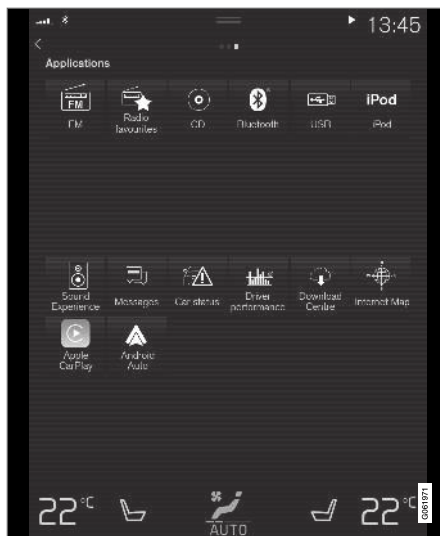 13:45
Applications
FM
FM
Radio
favourites
CD
Bluetooth
USB
iPod
iPod
Sound
Experience
Messages
Car status
Driver
performance
Download
Centre
Internet Map
Apple
CarPlay
Android
Auto
22°C
AUTO
22°C
G061971